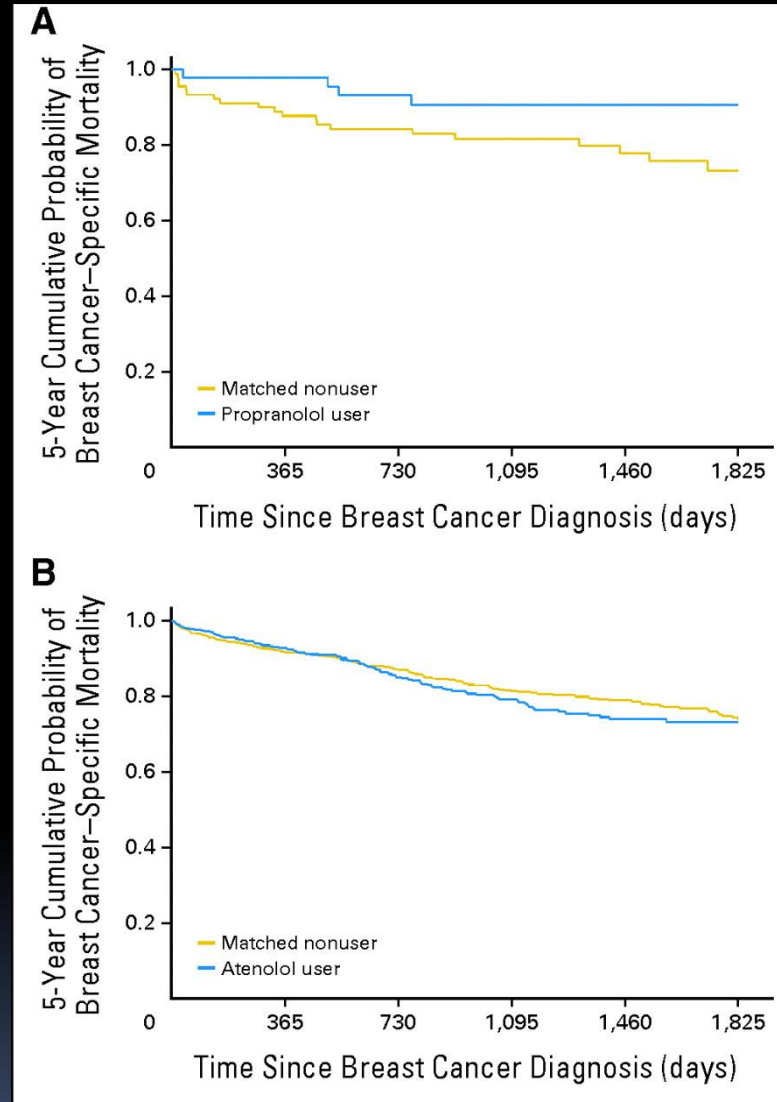 A
5-Year Cumulative Probability of
Breast Cancer–Specific Mortality
1.0
0.8
0.6
0.4
0.2
Matched nonuser
Propranolol user
0 365 730 1,095 1,460 1,825
Time Since Breast Cancer Diagnosis (days)
B
5-Year Cumulative Probability of
Breast Cancer–Specific Mortality
1.0
0.8
0.6
0.4
0.2
Matched nonuser
Atenolol user
0 365 730 1,095 1,460 1,825
Time Since Breast Cancer Diagnosis (days)